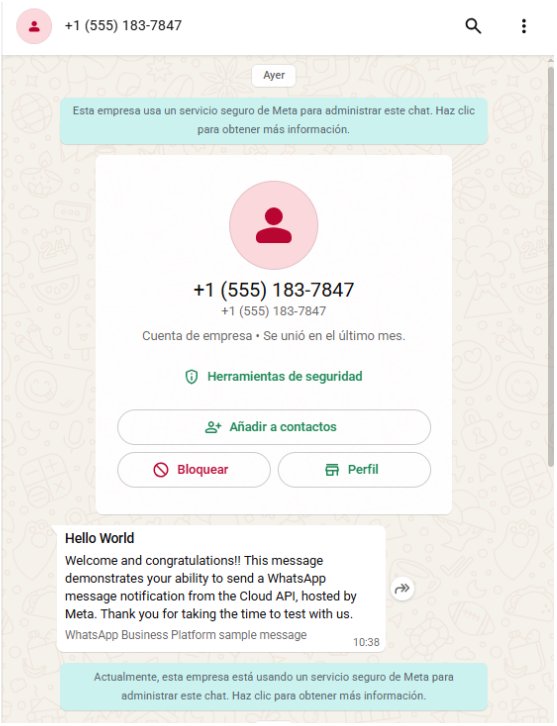 +1 (555) 183-7847
Ayer
Esta empresa usa un servicio seguro de Meta para administrar este chat. Haz clic
para obtener más información.
+1 (555) 183-7847
+1 (555) 183-7847
Cuenta de empresa • Se unió en el último mes.
Herramientas de seguridad
Añadir a contactos
Bloquear
Perfil
Hello World
Welcome and congratulations!! This message
demonstrates your ability to send a WhatsApp
message notification from the Cloud API, hosted by
Meta. Thank you for taking the time to test with us.
WhatsApp Business Platform sample message
10:38
Actualmente, esta empresa está usando un servicio seguro de Meta para
administrar este chat. Haz clic para obtener más información.